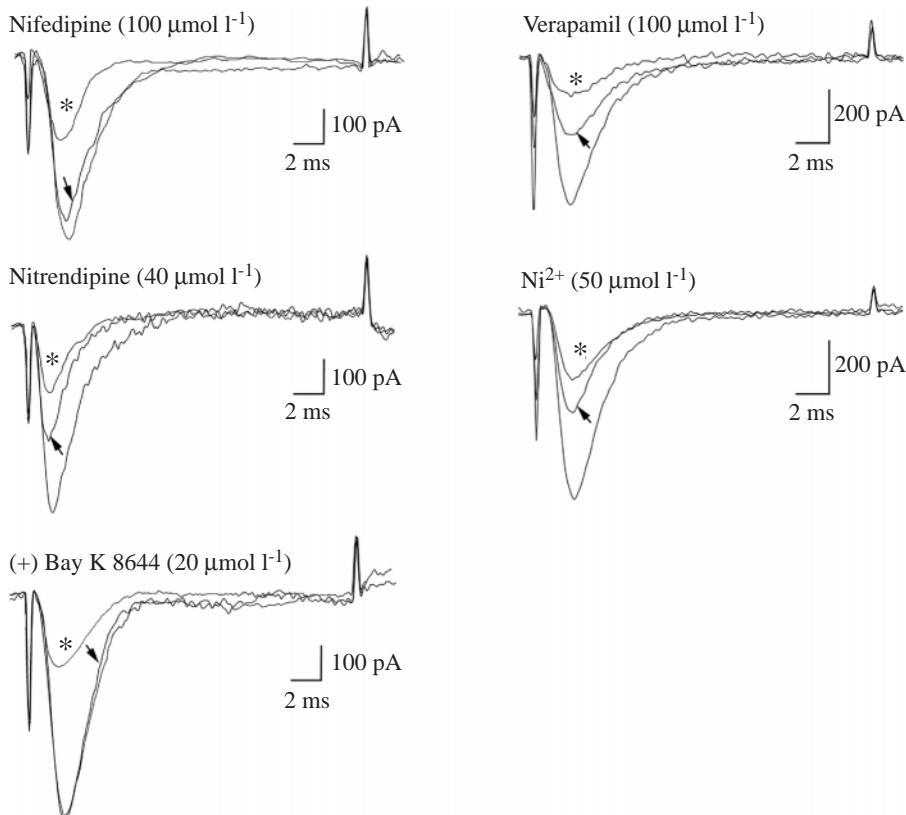 Nifedipine (100 μmol l⁻¹)
*
100 pA
2 ms
Verapamil (100 μmol l⁻¹)
*
200 pA
2 ms
Nitrendipine (40 μmol l⁻¹)
*
100 pA
2 ms
Ni²⁺ (50 μmol l⁻¹)
*
200 pA
2 ms
(+) Bay K 8644 (20 μmol l⁻¹)
*
100 pA
2 ms